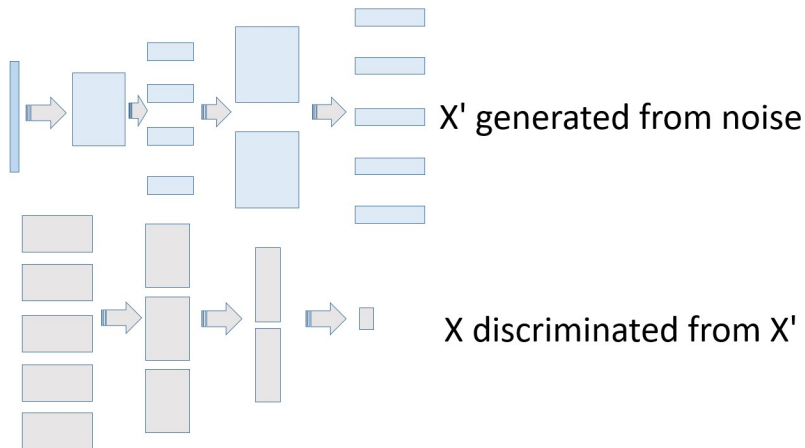 X' generated from noise
X discriminated from X'